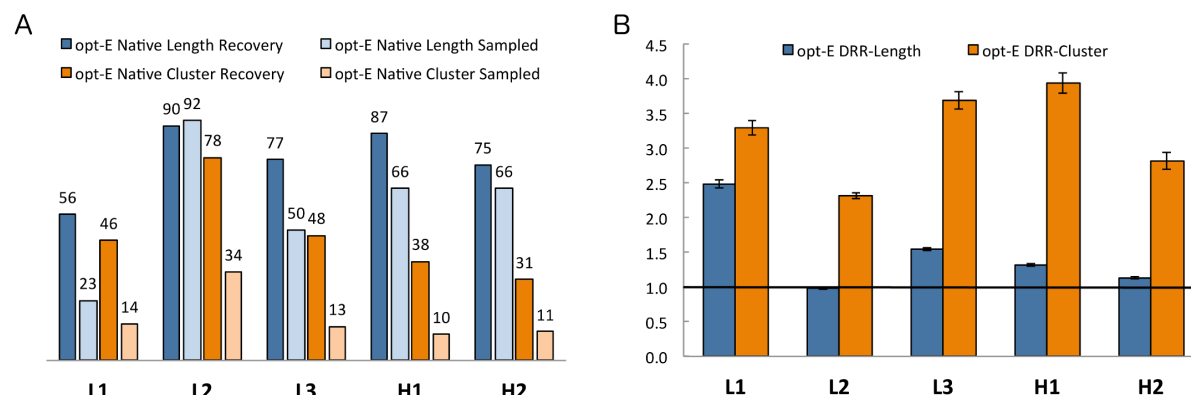 A
opt-E Native Length Recovery
opt-E Native Length Sampled
opt-E Native Cluster Recovery
opt-E Native Cluster Sampled
56
23
46
14
90
92
78
34
77
50
48
13
87
66
38
10
75
66
31
11
L1
L2
L3
H1
H2
B
opt-E DRR-Length
opt-E DRR-Cluster
4.5
4.0
3.5
3.0
2.5
2.0
1.5
1.0
0.5
0.0
L1
L2
L3
H1
H2